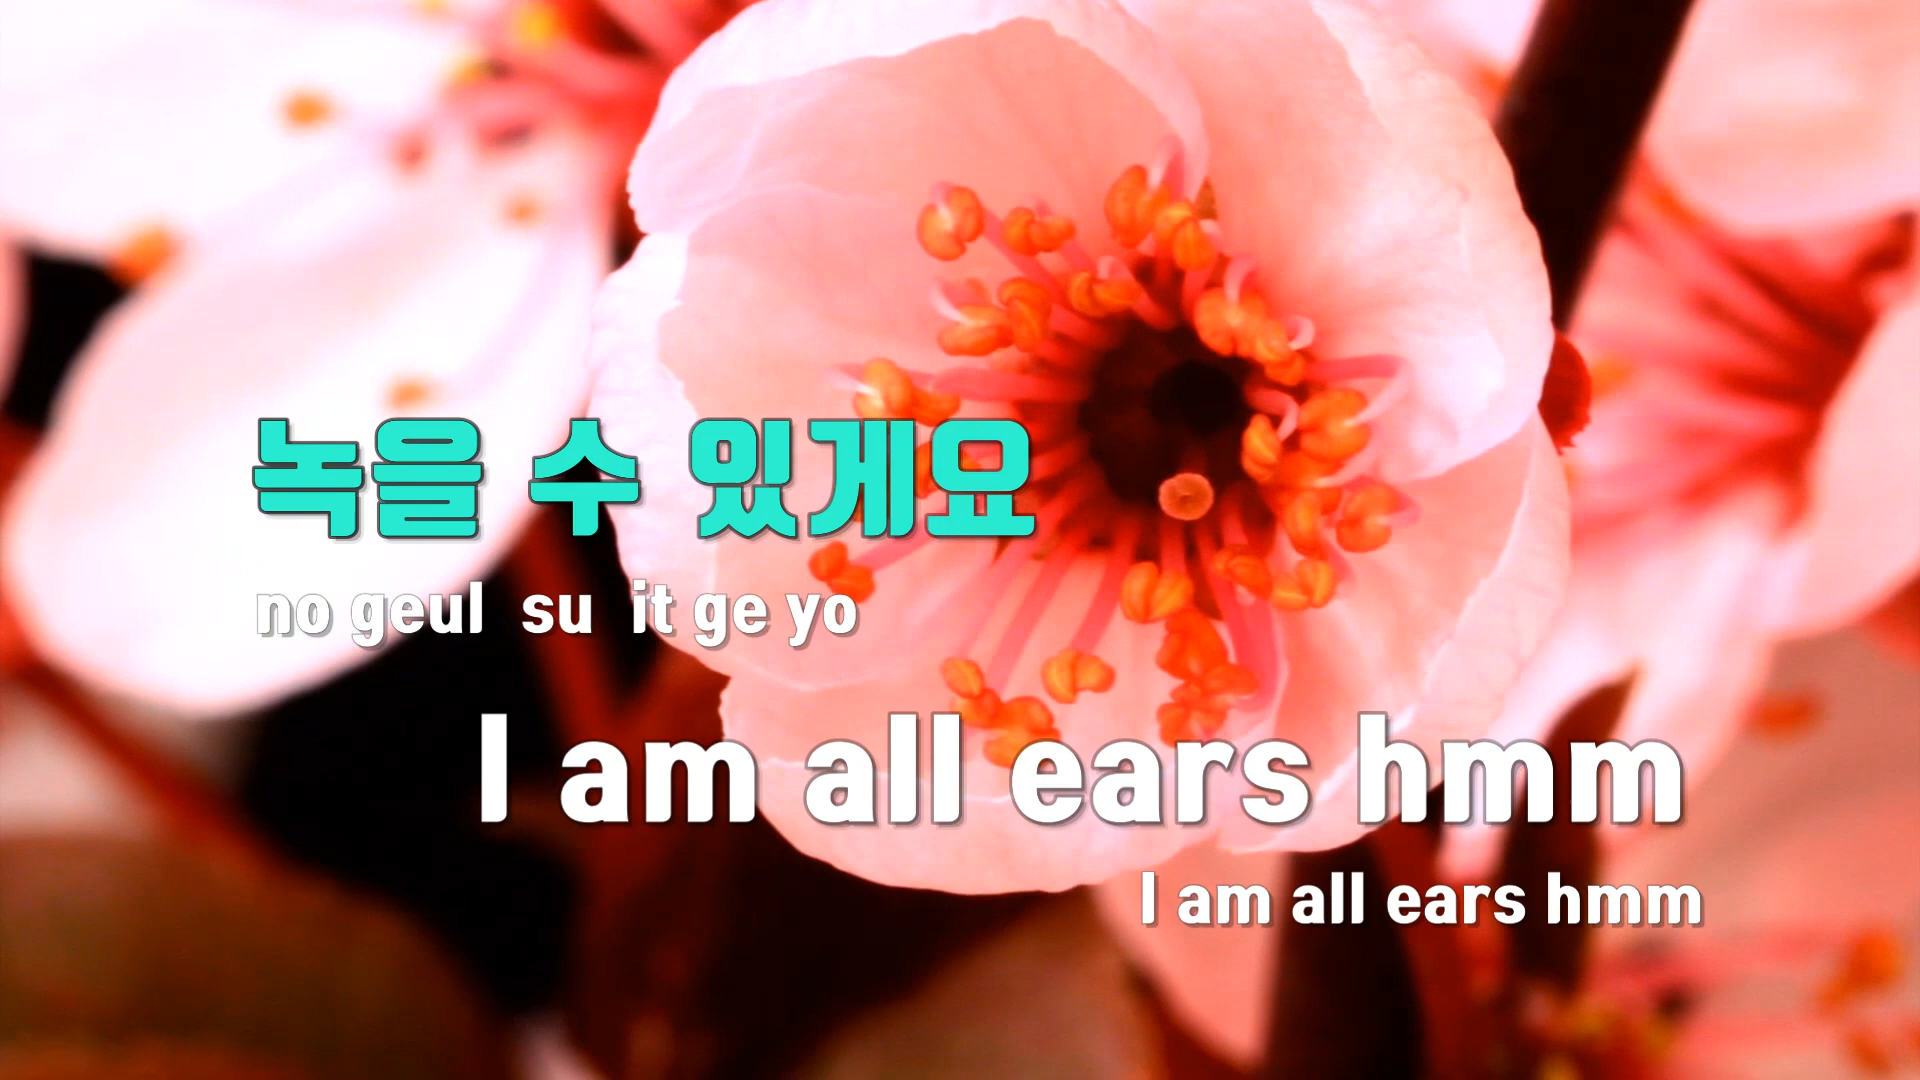 녹을 수 있게요
no geul su it ge yo
I am all ears hmm
I am all ears hmm